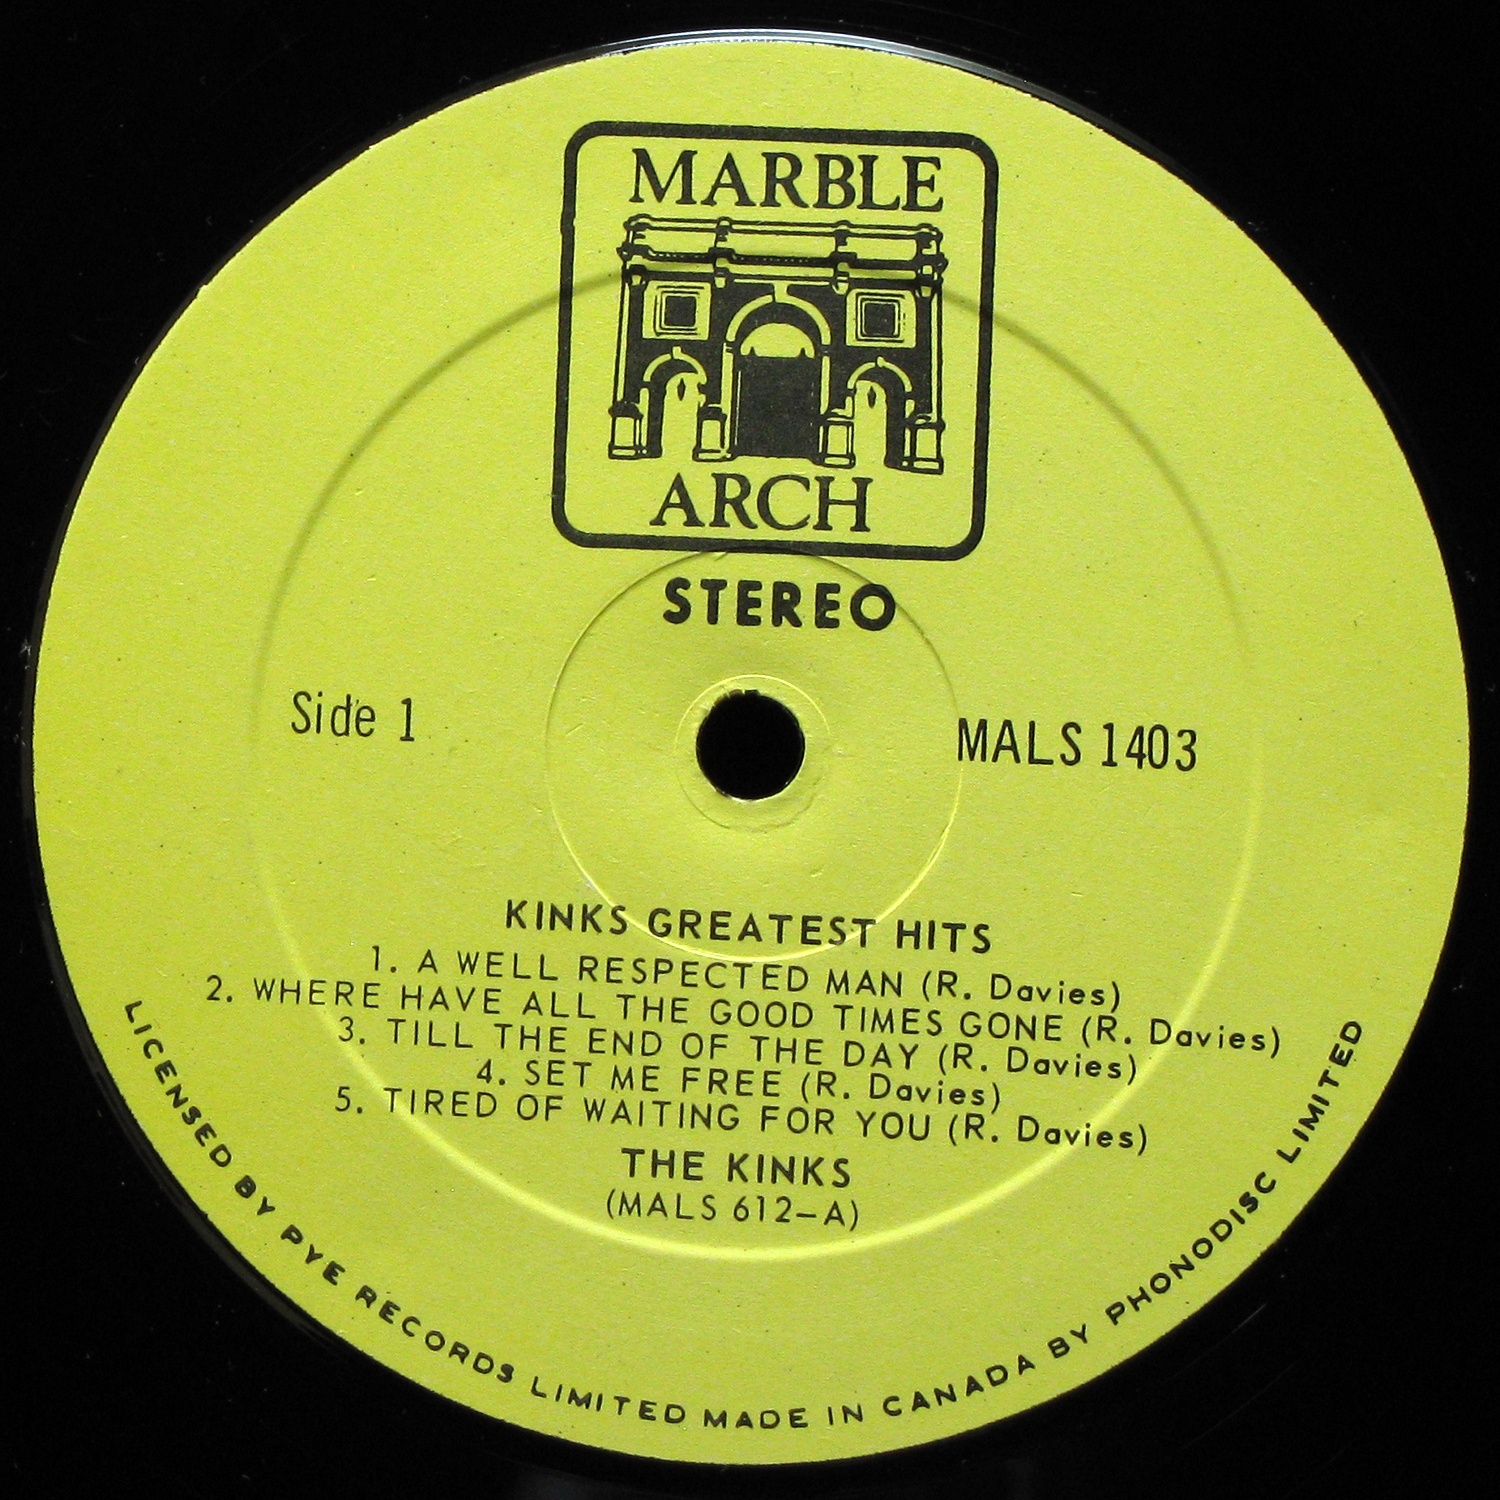 MARBLE
ARCH
STEREO
Side 1
MALS 1403
KINKS GREATEST HITS
1. A WELL RESPECTED MAN (R. Davies)
2. WHERE HAVE ALL THE GOOD TIMES GONE (R. Davies)
3. TILL THE END OF THE DAY (R. Davies)
4. SET ME FREE (R. Davies)
5. TIRED OF WAITING FOR YOU (R. Davies)
THE KINKS
(MALS 612-A)
LICENSED BY PYE RECORDS LIMITED MADE IN CANADA BY PHONODISC LIMITED